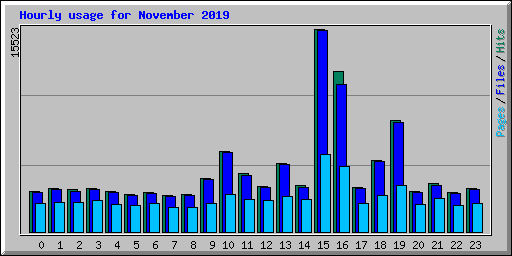 Hourly usage for November 2019
15523
Pages/Files/Hits
0 1 2 3 4 5 6 7 8 9 10 11 12 13 14 15 16 17 18 19 20 21 22 23